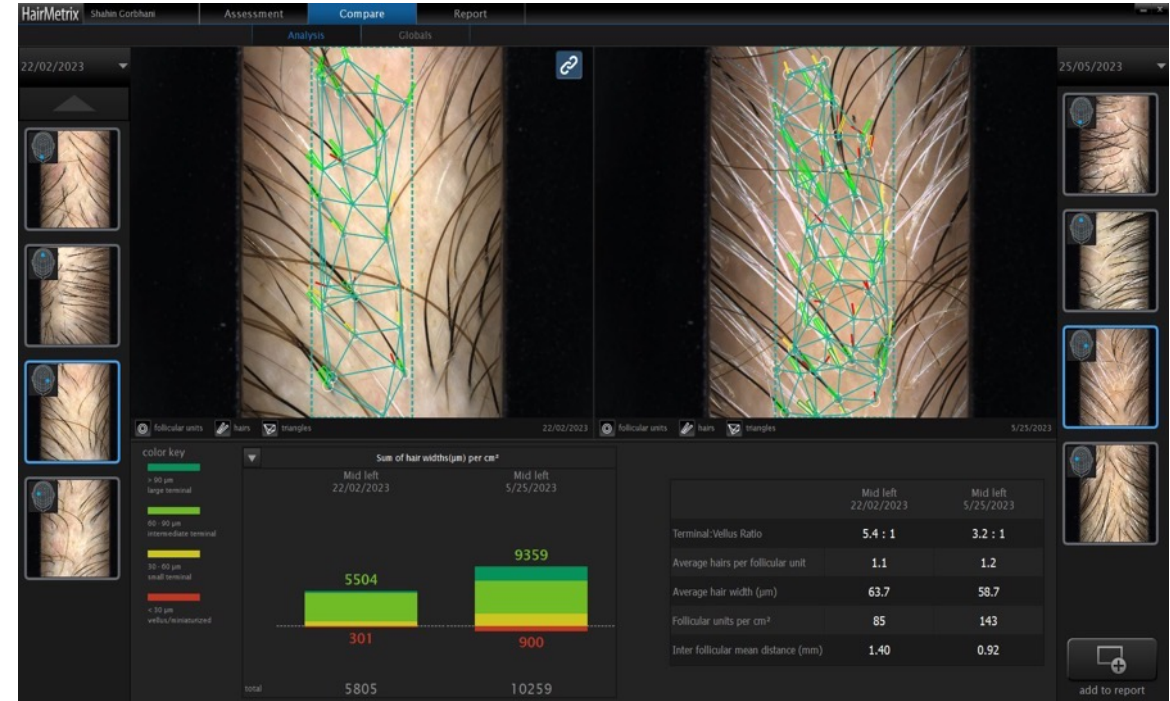 HairMetrix Shahin Gorbhani Assessment Compare Report
Analysis Globals
22/02/2023
25/05/2023
follicular units hairs triangles 22/02/2023
follicular units hairs triangles 5/25/2023
color key
> 90 µm
large terminal
60 - 90 µm
intermediate terminal
30 - 60 µm
small terminal
< 30 µm
vellus/miniaturized
Sum of hair widths(µm) per cm²
Mid left Mid left
22/02/2023 5/25/2023
5504 9359
301 900
total 5805 10259
Mid left Mid left
22/02/2023 5/25/2023
Terminal:Vellus Ratio 5.4 : 1 3.2 : 1
Average hairs per follicular unit 1.1 1.2
Average hair width (µm) 63.7 58.7
Follicular units per cm² 85 143
Inter follicular mean distance (mm) 1.40 0.92
add to report